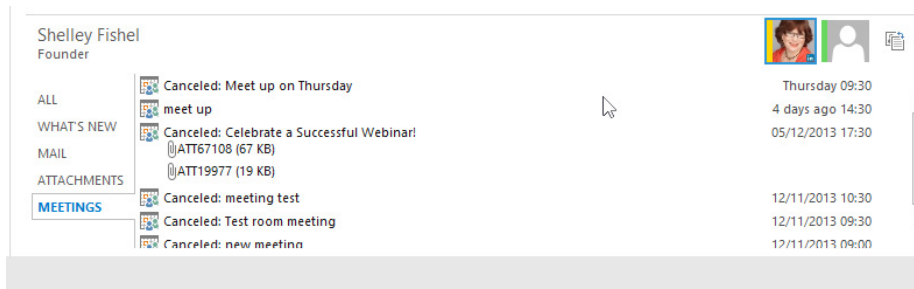 Shelley Fishel
Founder
ALL
WHAT'S NEW
MAIL
ATTACHMENTS
MEETINGS
Canceled: Meet up on Thursday Thursday 09:30
meet up 4 days ago 14:30
Canceled: Celebrate a Successful Webinar! 05/12/2013 17:30
ATT67108 (67 KB)
ATT19977 (19 KB)
Canceled: meeting test 12/11/2013 10:30
Canceled: Test room meeting 12/11/2013 09:30
Canceled: new meeting 12/11/2013 09:00